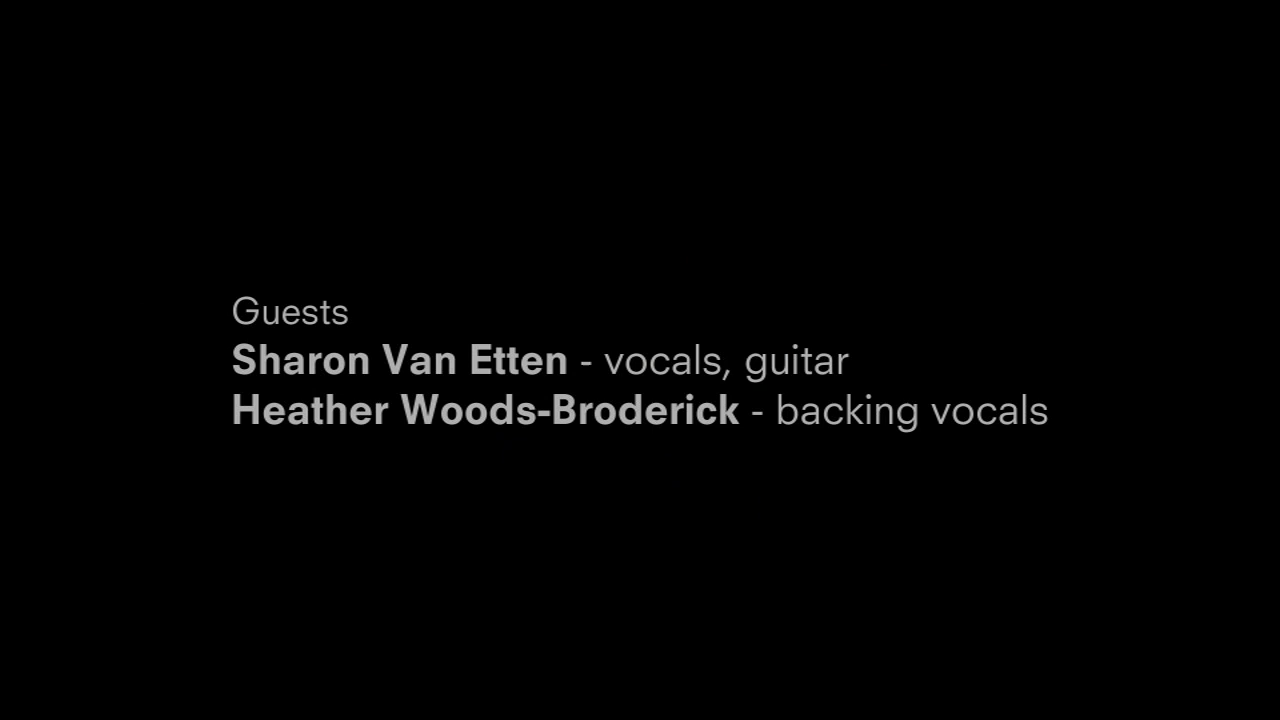 Guests
Sharon Van Etten - vocals, guitar
Heather Woods-Broderick - backing vocals